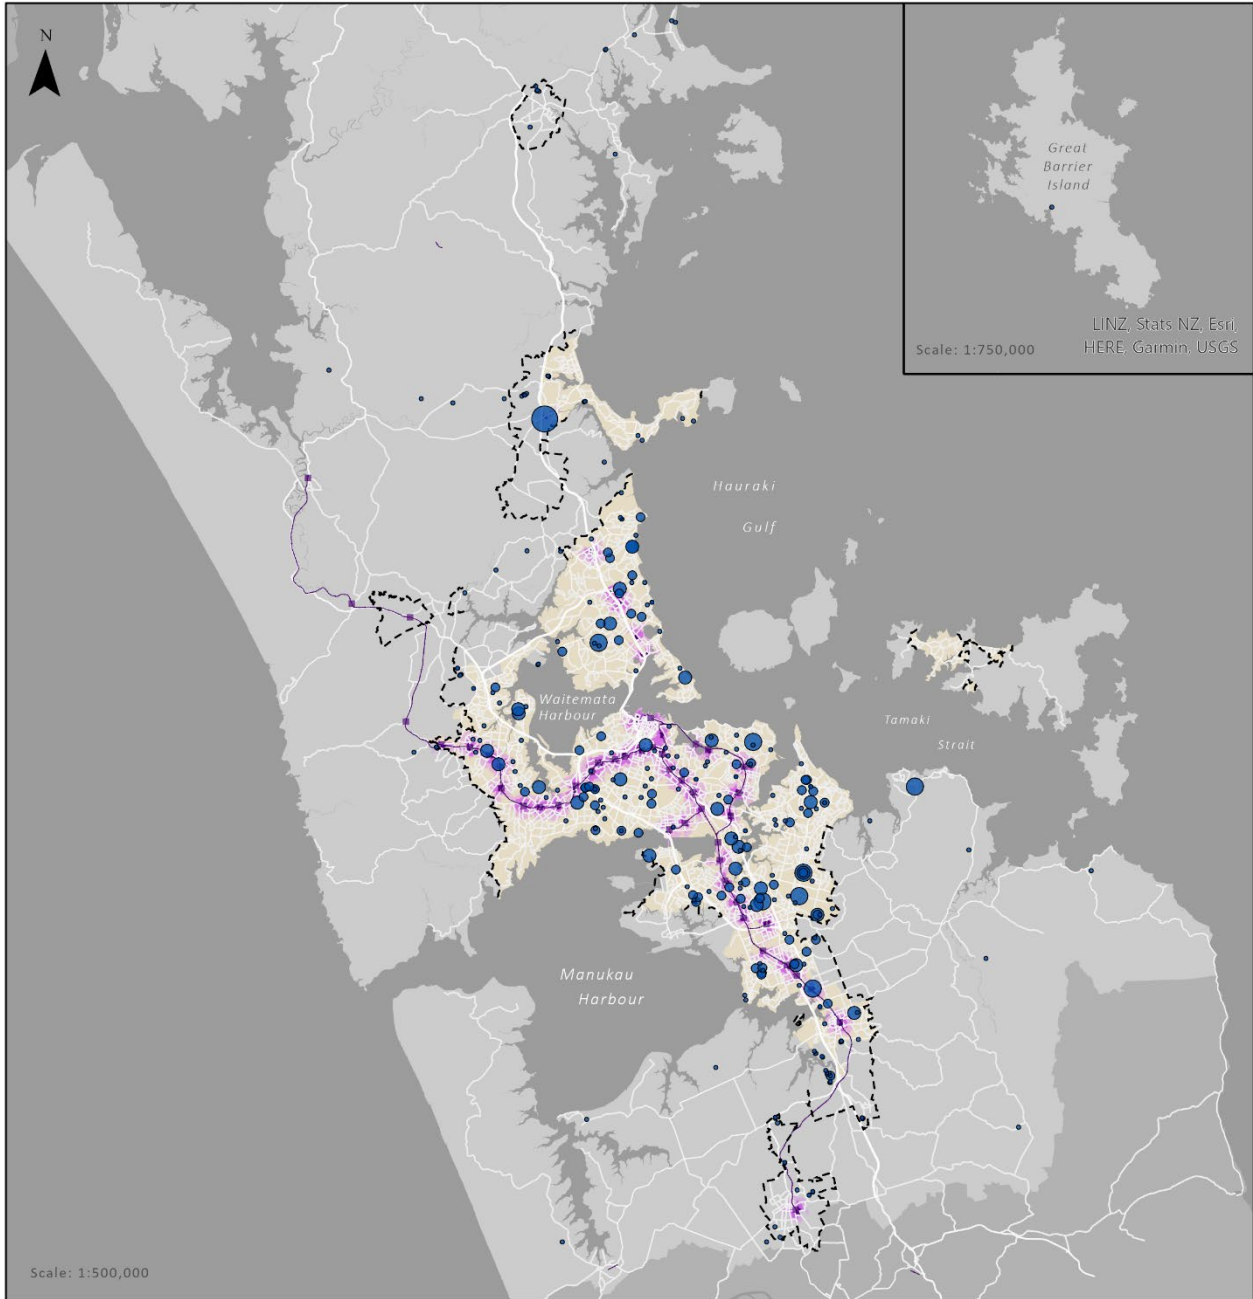 N
Great
Barrier
Island
LINZ, Stats NZ, Esri,
HERE, Garmin, USGS
Scale: 1:750,000
Hauraki
Gulf
Waitemata
Harbour
Tamaki
Strait
Manukau
Harbour
Scale: 1:500,000